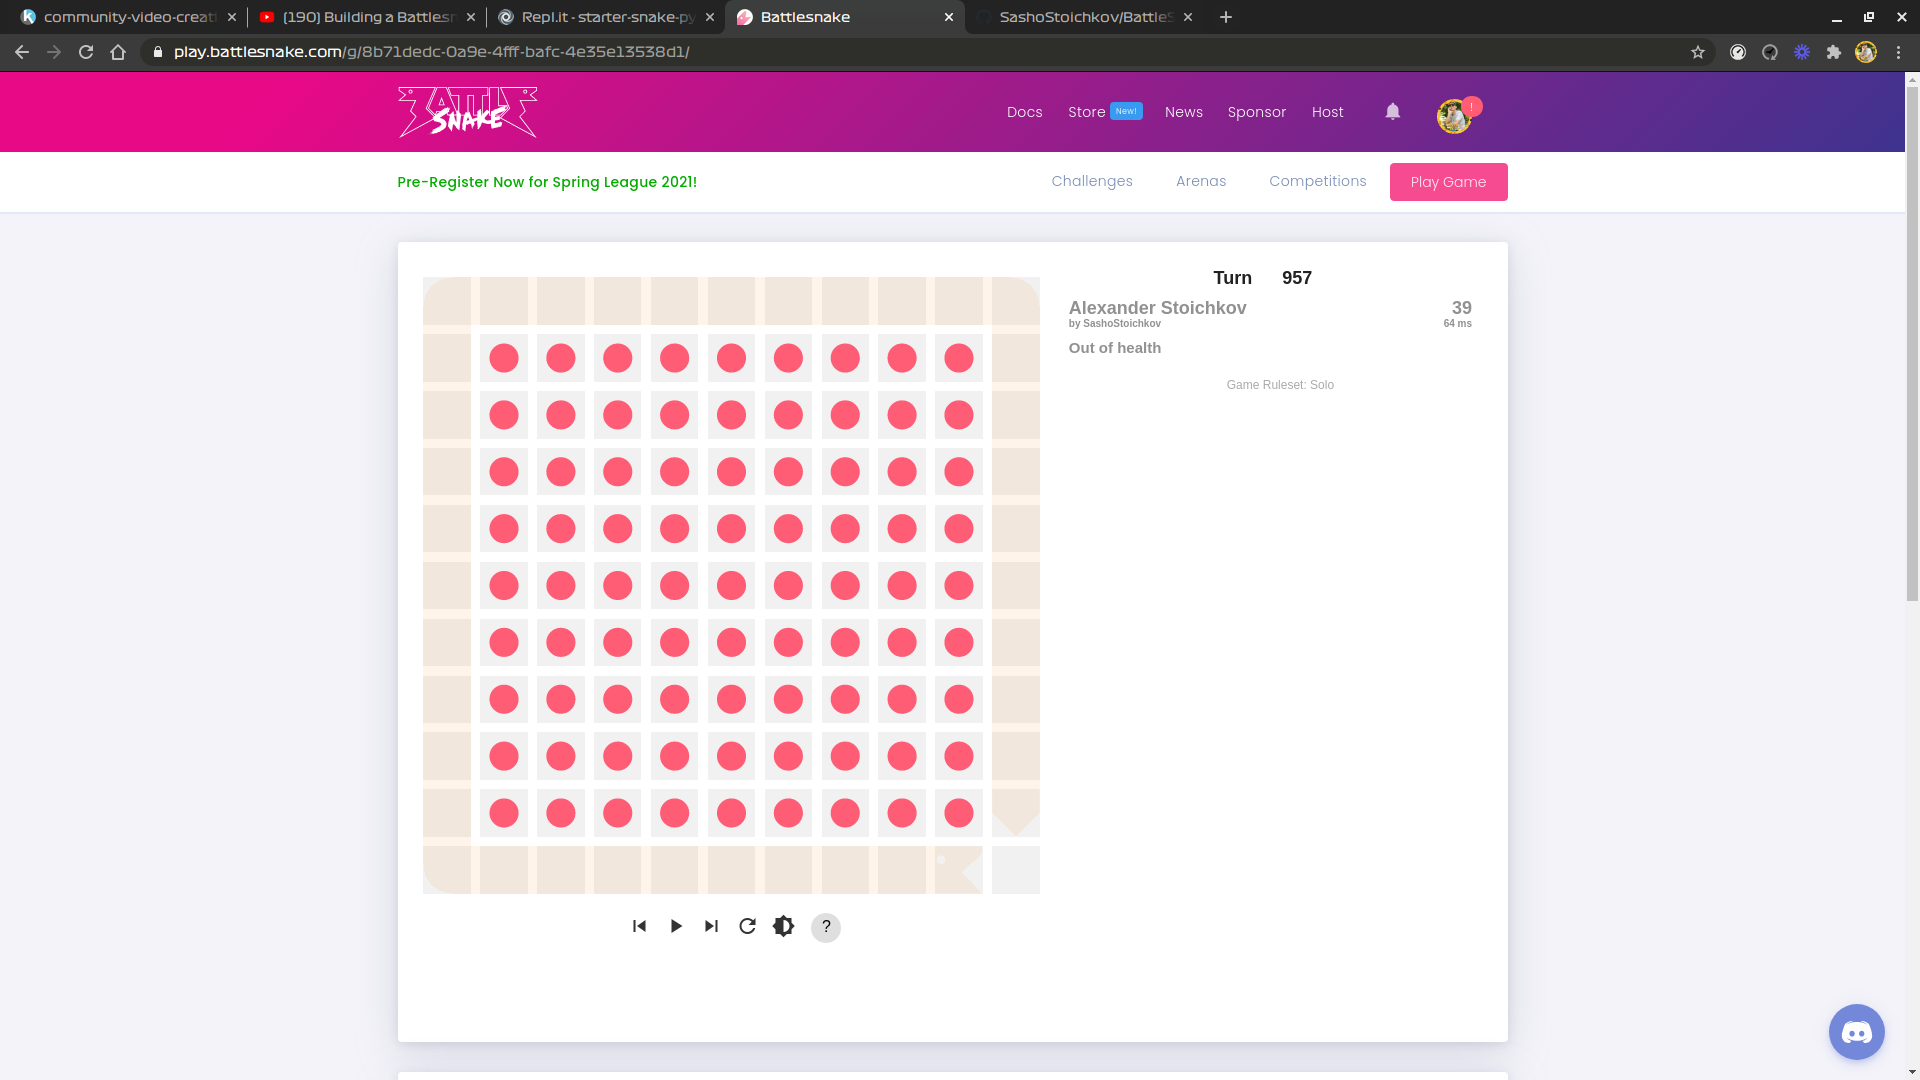 community-video-creat
(190) Building a Battlesn
Repl.it - starter-snake-py
Battlesnake
SashoStoichkov/BattleS
play.battlesnake.com/g/8b71dedc-0a9e-4fff-bafc-4e35e13538d1/
BATTLE
SNAKE
Docs
Store New!
News
Sponsor
Host
!
Pre-Register Now for Spring League 2021!
Challenges
Arenas
Competitions
Play Game
Turn 957
Alexander Stoichkov 39
by SashoStoichkov 64 ms
Out of health
Game Ruleset: Solo
?